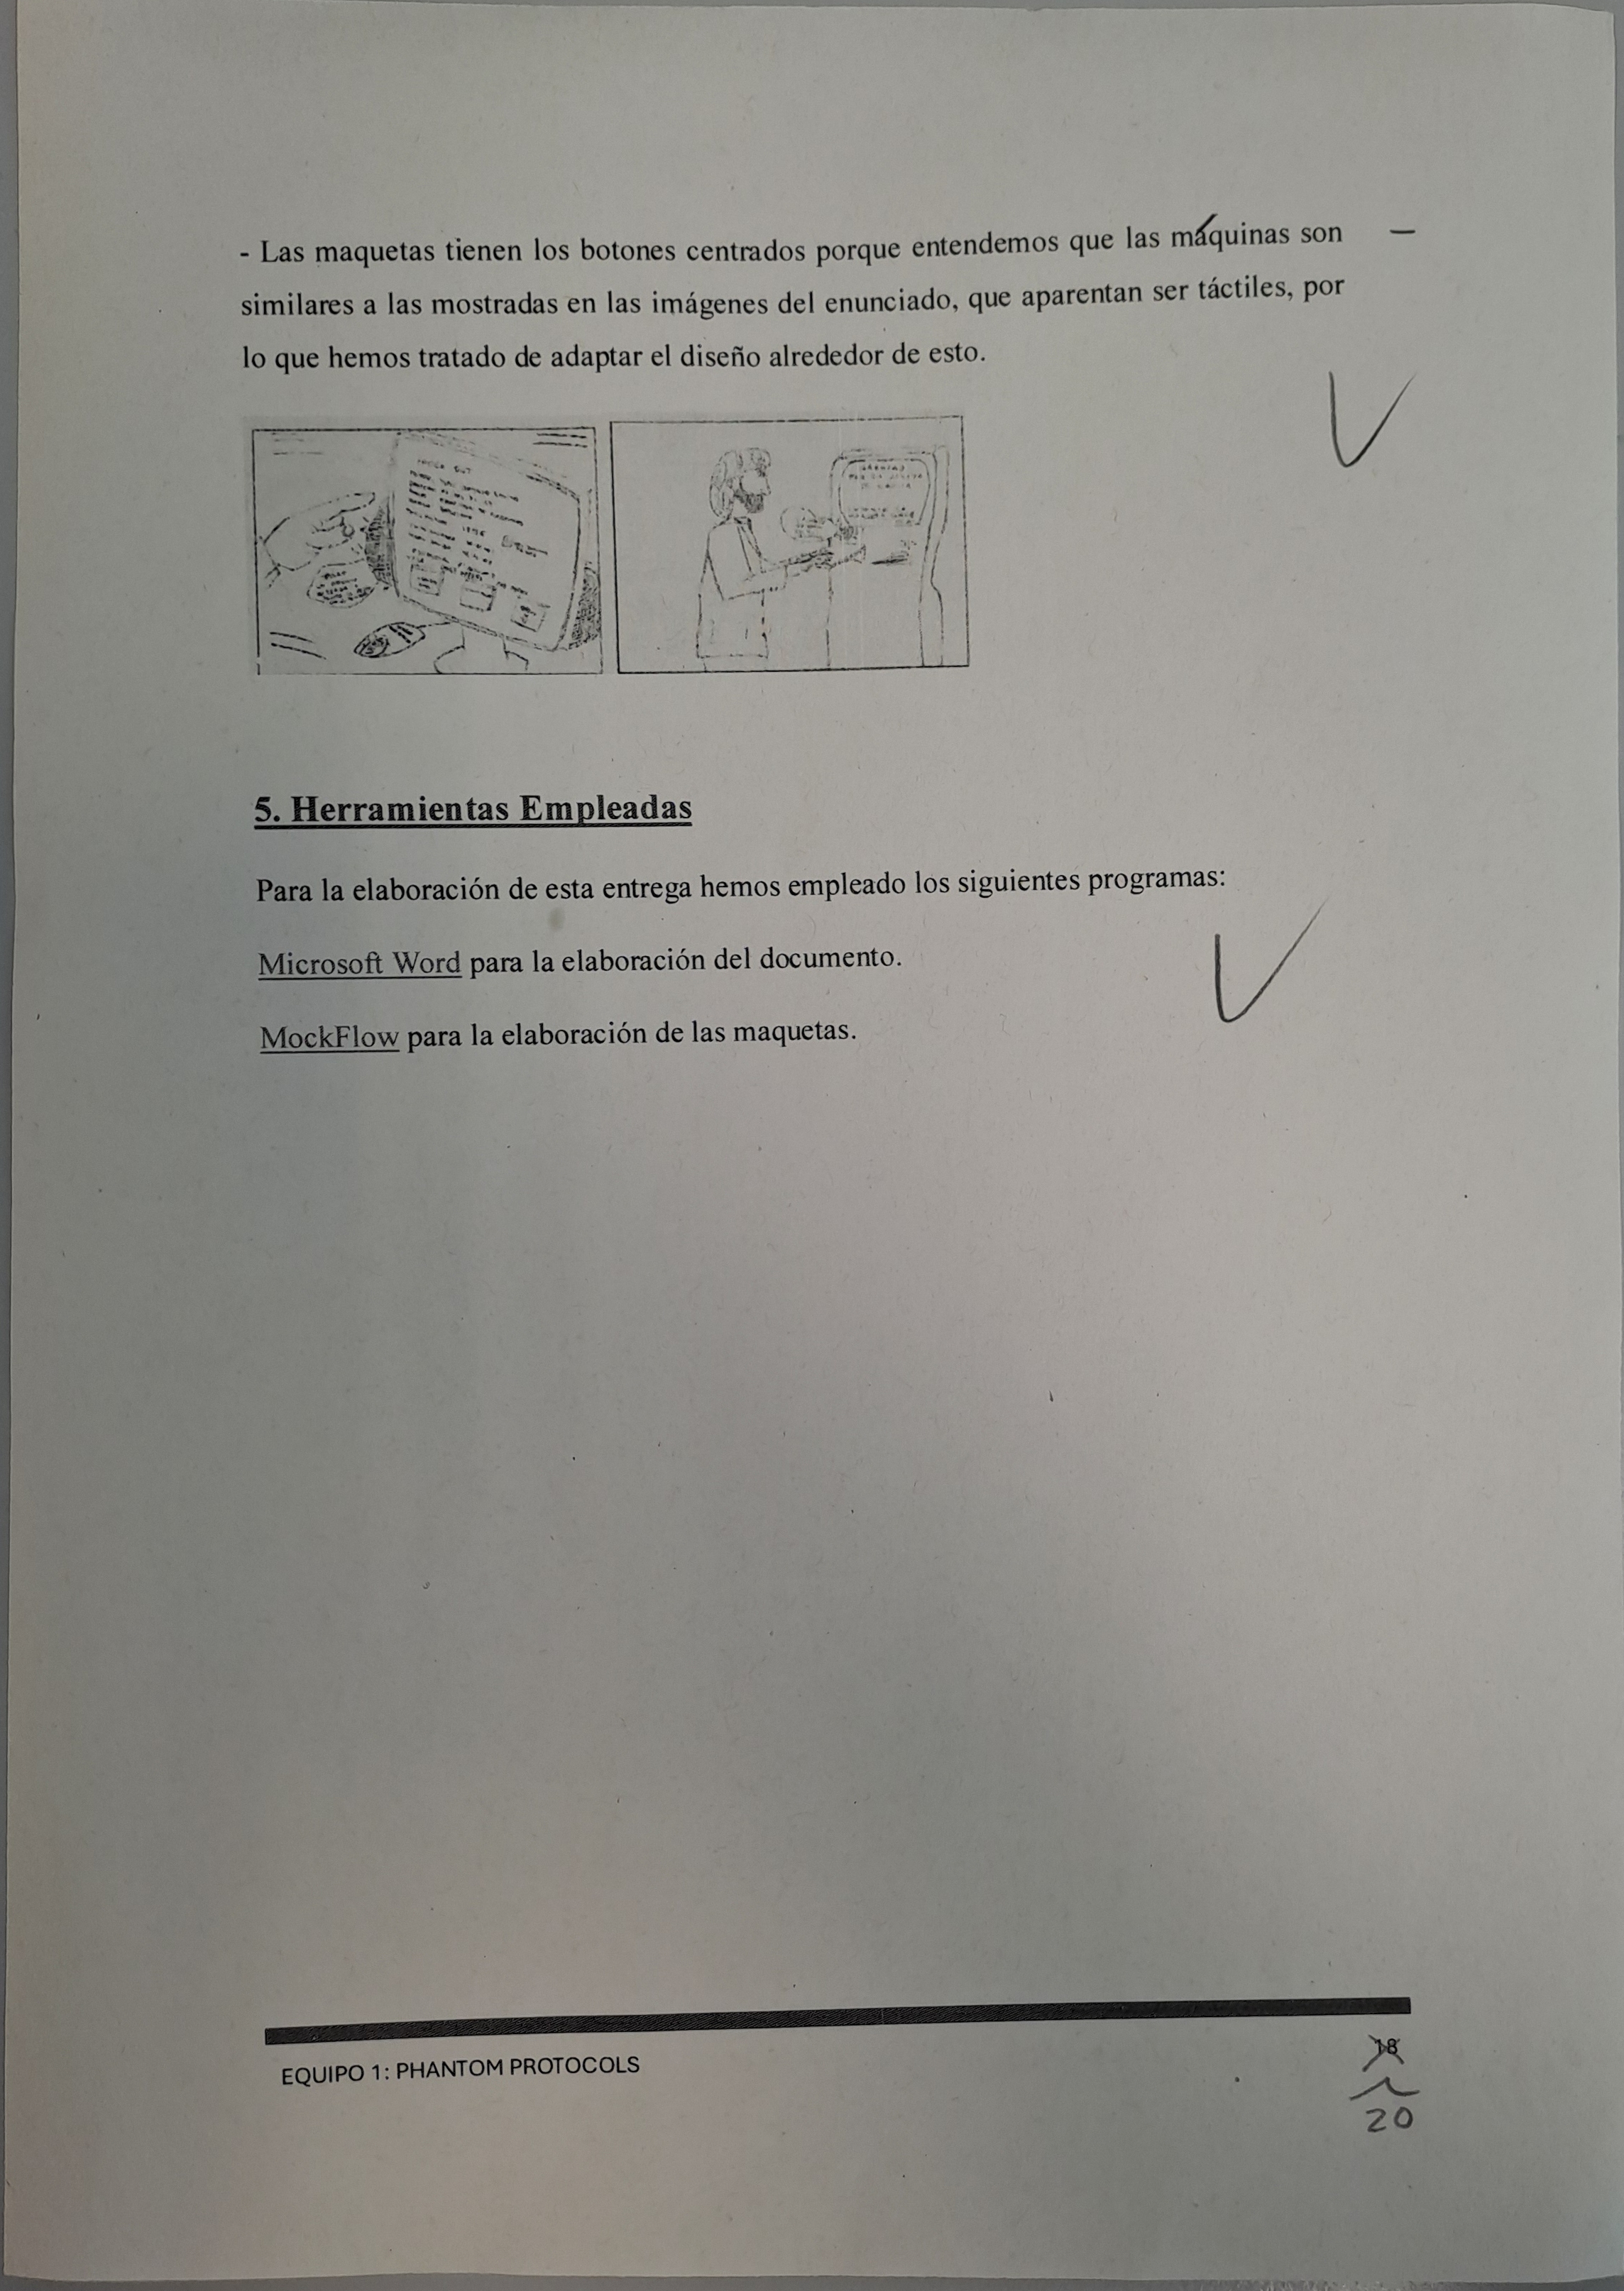 - Las maquetas tienen los botones centrados porque entendemos que las máquinas son
similares a las mostradas en las imágenes del enunciado, que aparentan ser táctiles, por
lo que hemos tratado de adaptar el diseño alrededor de esto.
5. Herramientas Empleadas
Para la elaboración de esta entrega hemos empleado los siguientes programas:
Microsoft Word para la elaboración del documento.
MockFlow para la elaboración de las maquetas.
EQUIPO 1: PHANTOM PROTOCOLS
18
20